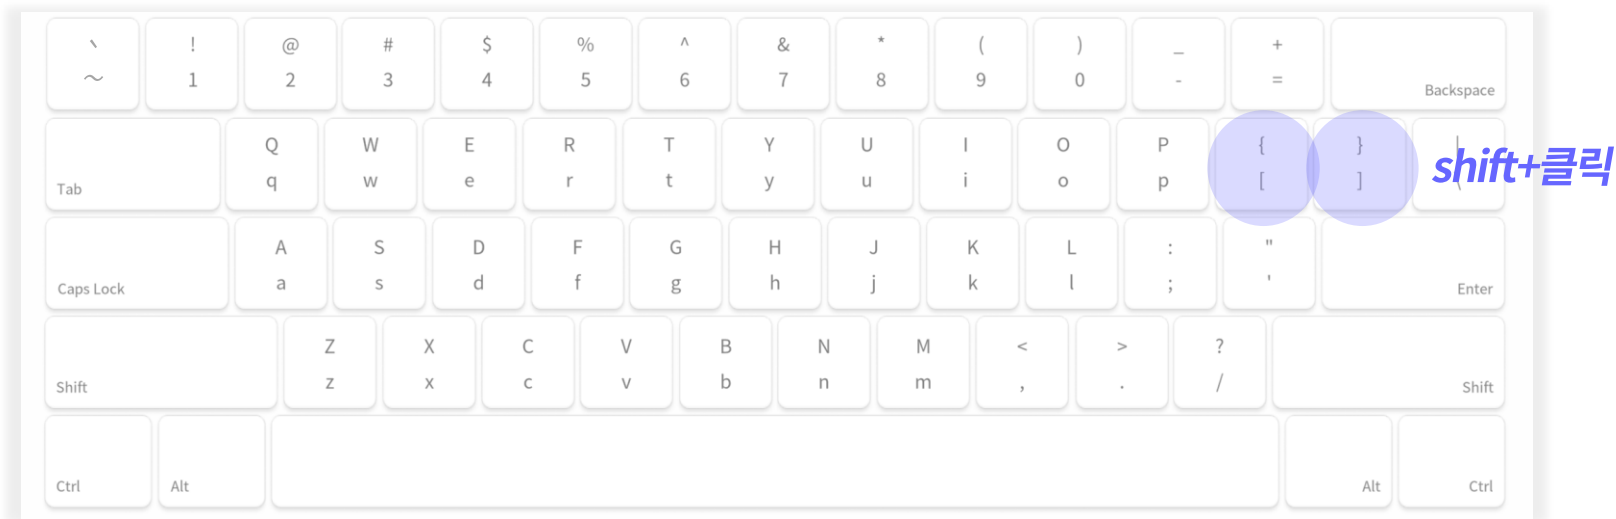 ` ! @ # $ % ^ & * ( ) _ +
~ 1 2 3 4 5 6 7 8 9 0 - = Backspace
Q W E R T Y U I O P { } |
Tab q w e r t y u i o p [ ] \ shift+클릭
A S D F G H J K L : "
Caps Lock a s d f g h j k l ; ' Enter
Z X C V B N M < > ?
Shift z x c v b n m , . / Shift
Ctrl Alt Alt Ctrl